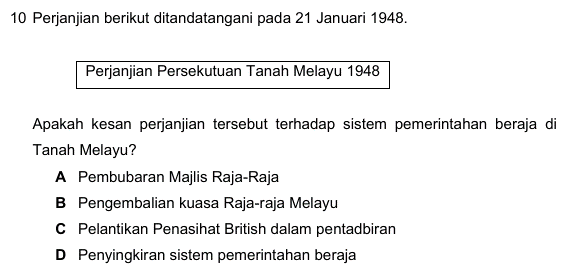 10 Perjanjian berikut ditandatangani pada 21 Januari 1948.
Perjanjian Persekutuan Tanah Melayu 1948
Apakah kesan perjanjian tersebut terhadap sistem pemerintahan beraja di
Tanah Melayu?
A Pembubaran Majlis Raja-Raja
B Pengembalian kuasa Raja-raja Melayu
C Pelantikan Penasihat British dalam pentadbiran
D Penyingkiran sistem pemerintahan beraja